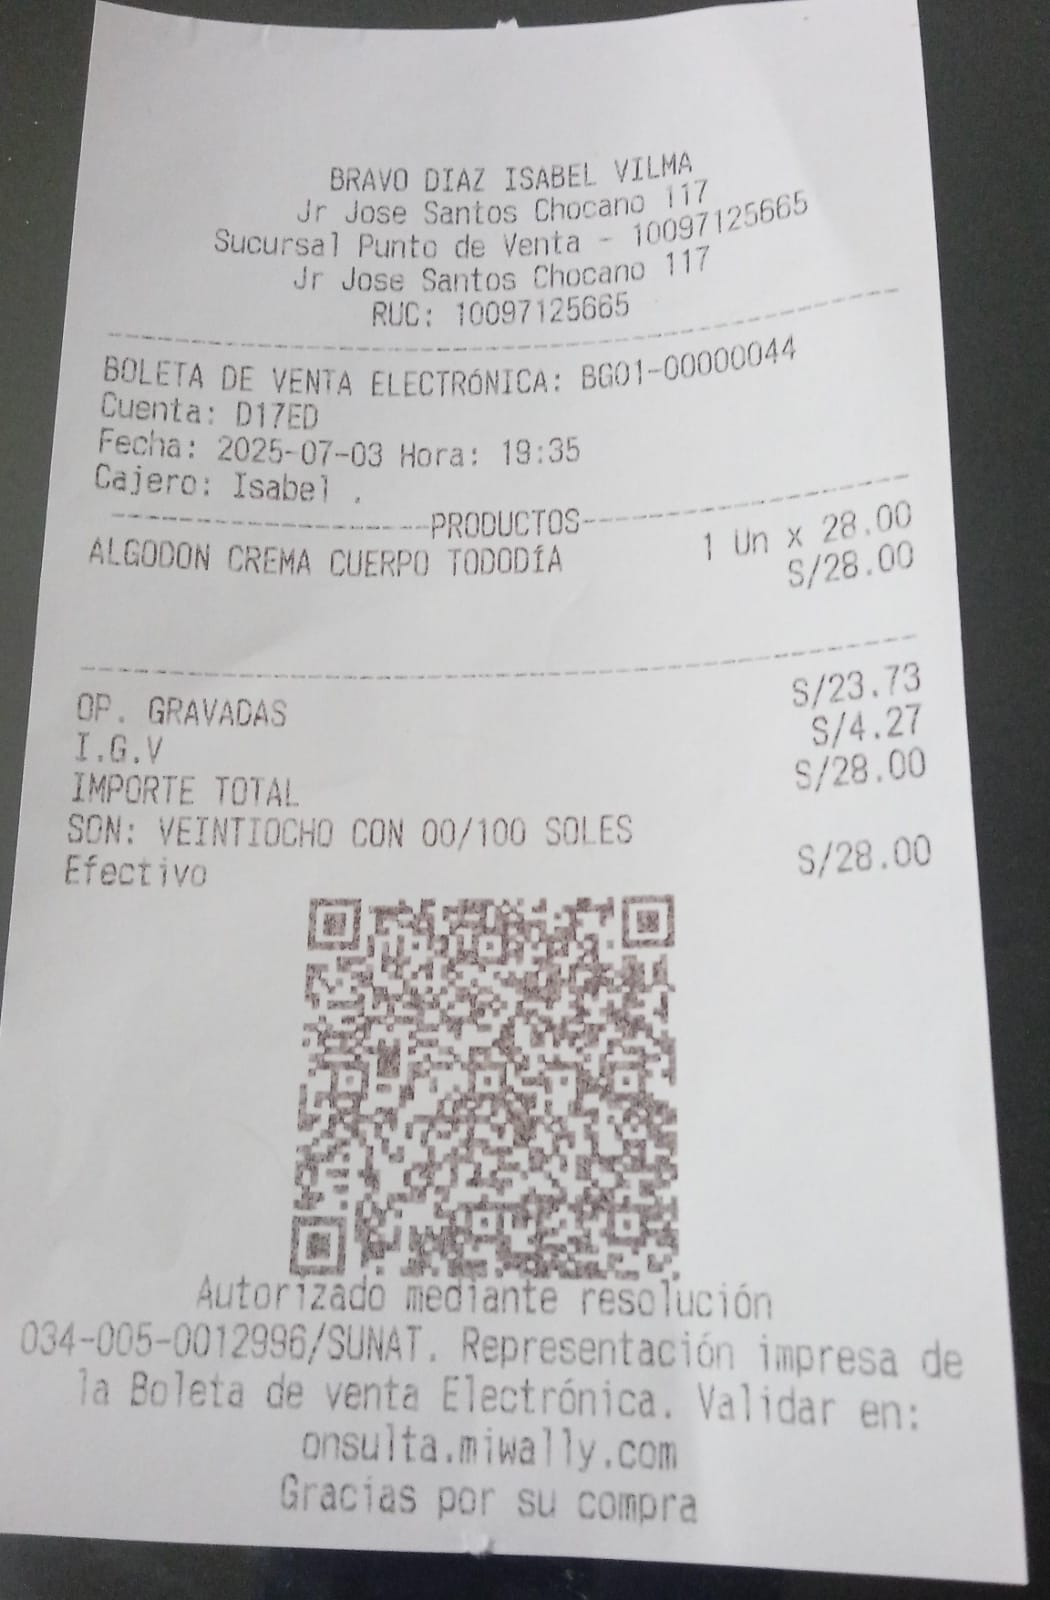 BRAVO DIAZ ISABEL VILMA
Jr Jose Santos Chocano 117
Sucursal Punto de Venta - 10097125665
Jr Jose Santos Chocano 117
RUC: 10097125665
BOLETA DE VENTA ELECTRÓNICA: BG01-00000044
Cuenta: D17ED
Fecha: 2025-07-03 Hora: 19:35
Cajero: Isabel .
PRODUCTOS
ALGODON CREMA CUERPO TODODÍA 1 Un x 28.00
S/28.00
OP. GRAVADAS S/23.73
I.G.V S/4.27
IMPORTE TOTAL S/28.00
SON: VEINTIOCHO CON 00/100 SOLES
Efectivo S/28.00
Autorizado mediante resolución
034-005-0012996/SUNAT. Representación impresa de
la Boleta de venta Electrónica. Validar en:
onsulta.miwally.com
Gracias por su compra